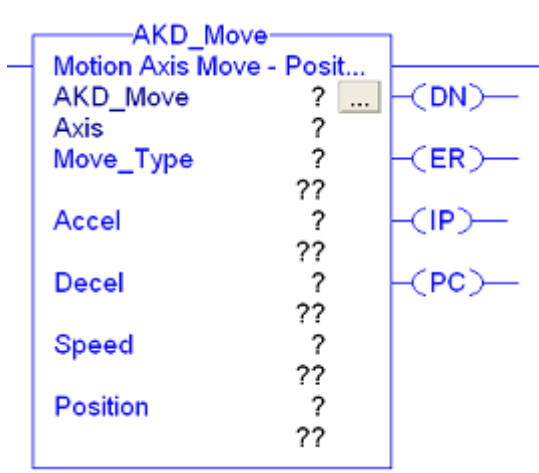 AKD_Move
Motion Axis Move - Posit...
AKD_Move ? ... (DN)
Axis ?
Move_Type ? (ER)
??
Accel ? (IP)
??
Decel ? (PC)
??
Speed ?
??
Position ?
??